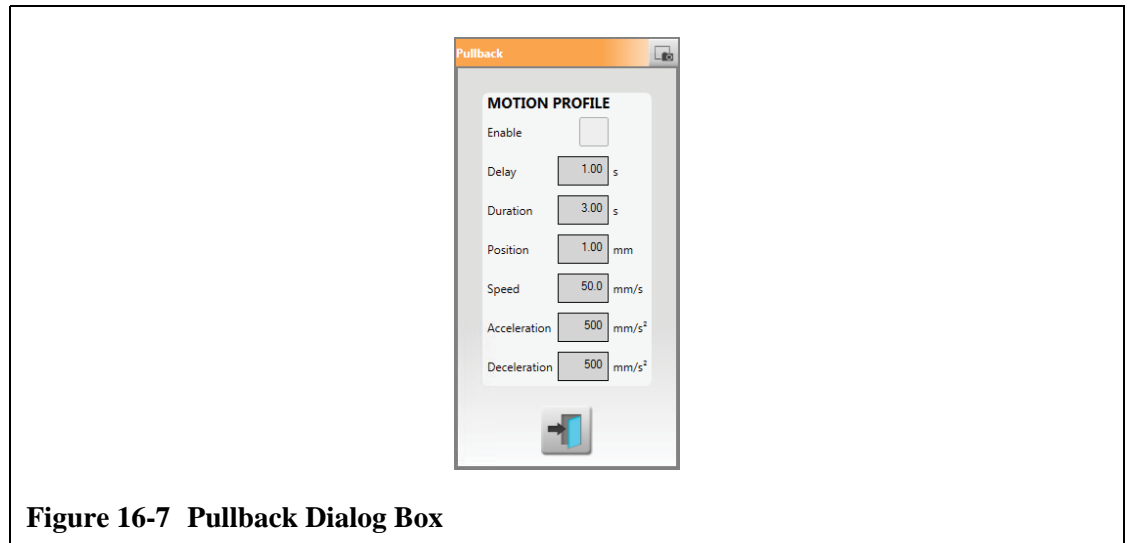 Pullback
MOTION PROFILE
Enable
Delay 1.00 s
Duration 3.00 s
Position 1.00 mm
Speed 50.0 mm/s
Acceleration 500 mm/s²
Deceleration 500 mm/s²
Figure 16-7 Pullback Dialog Box